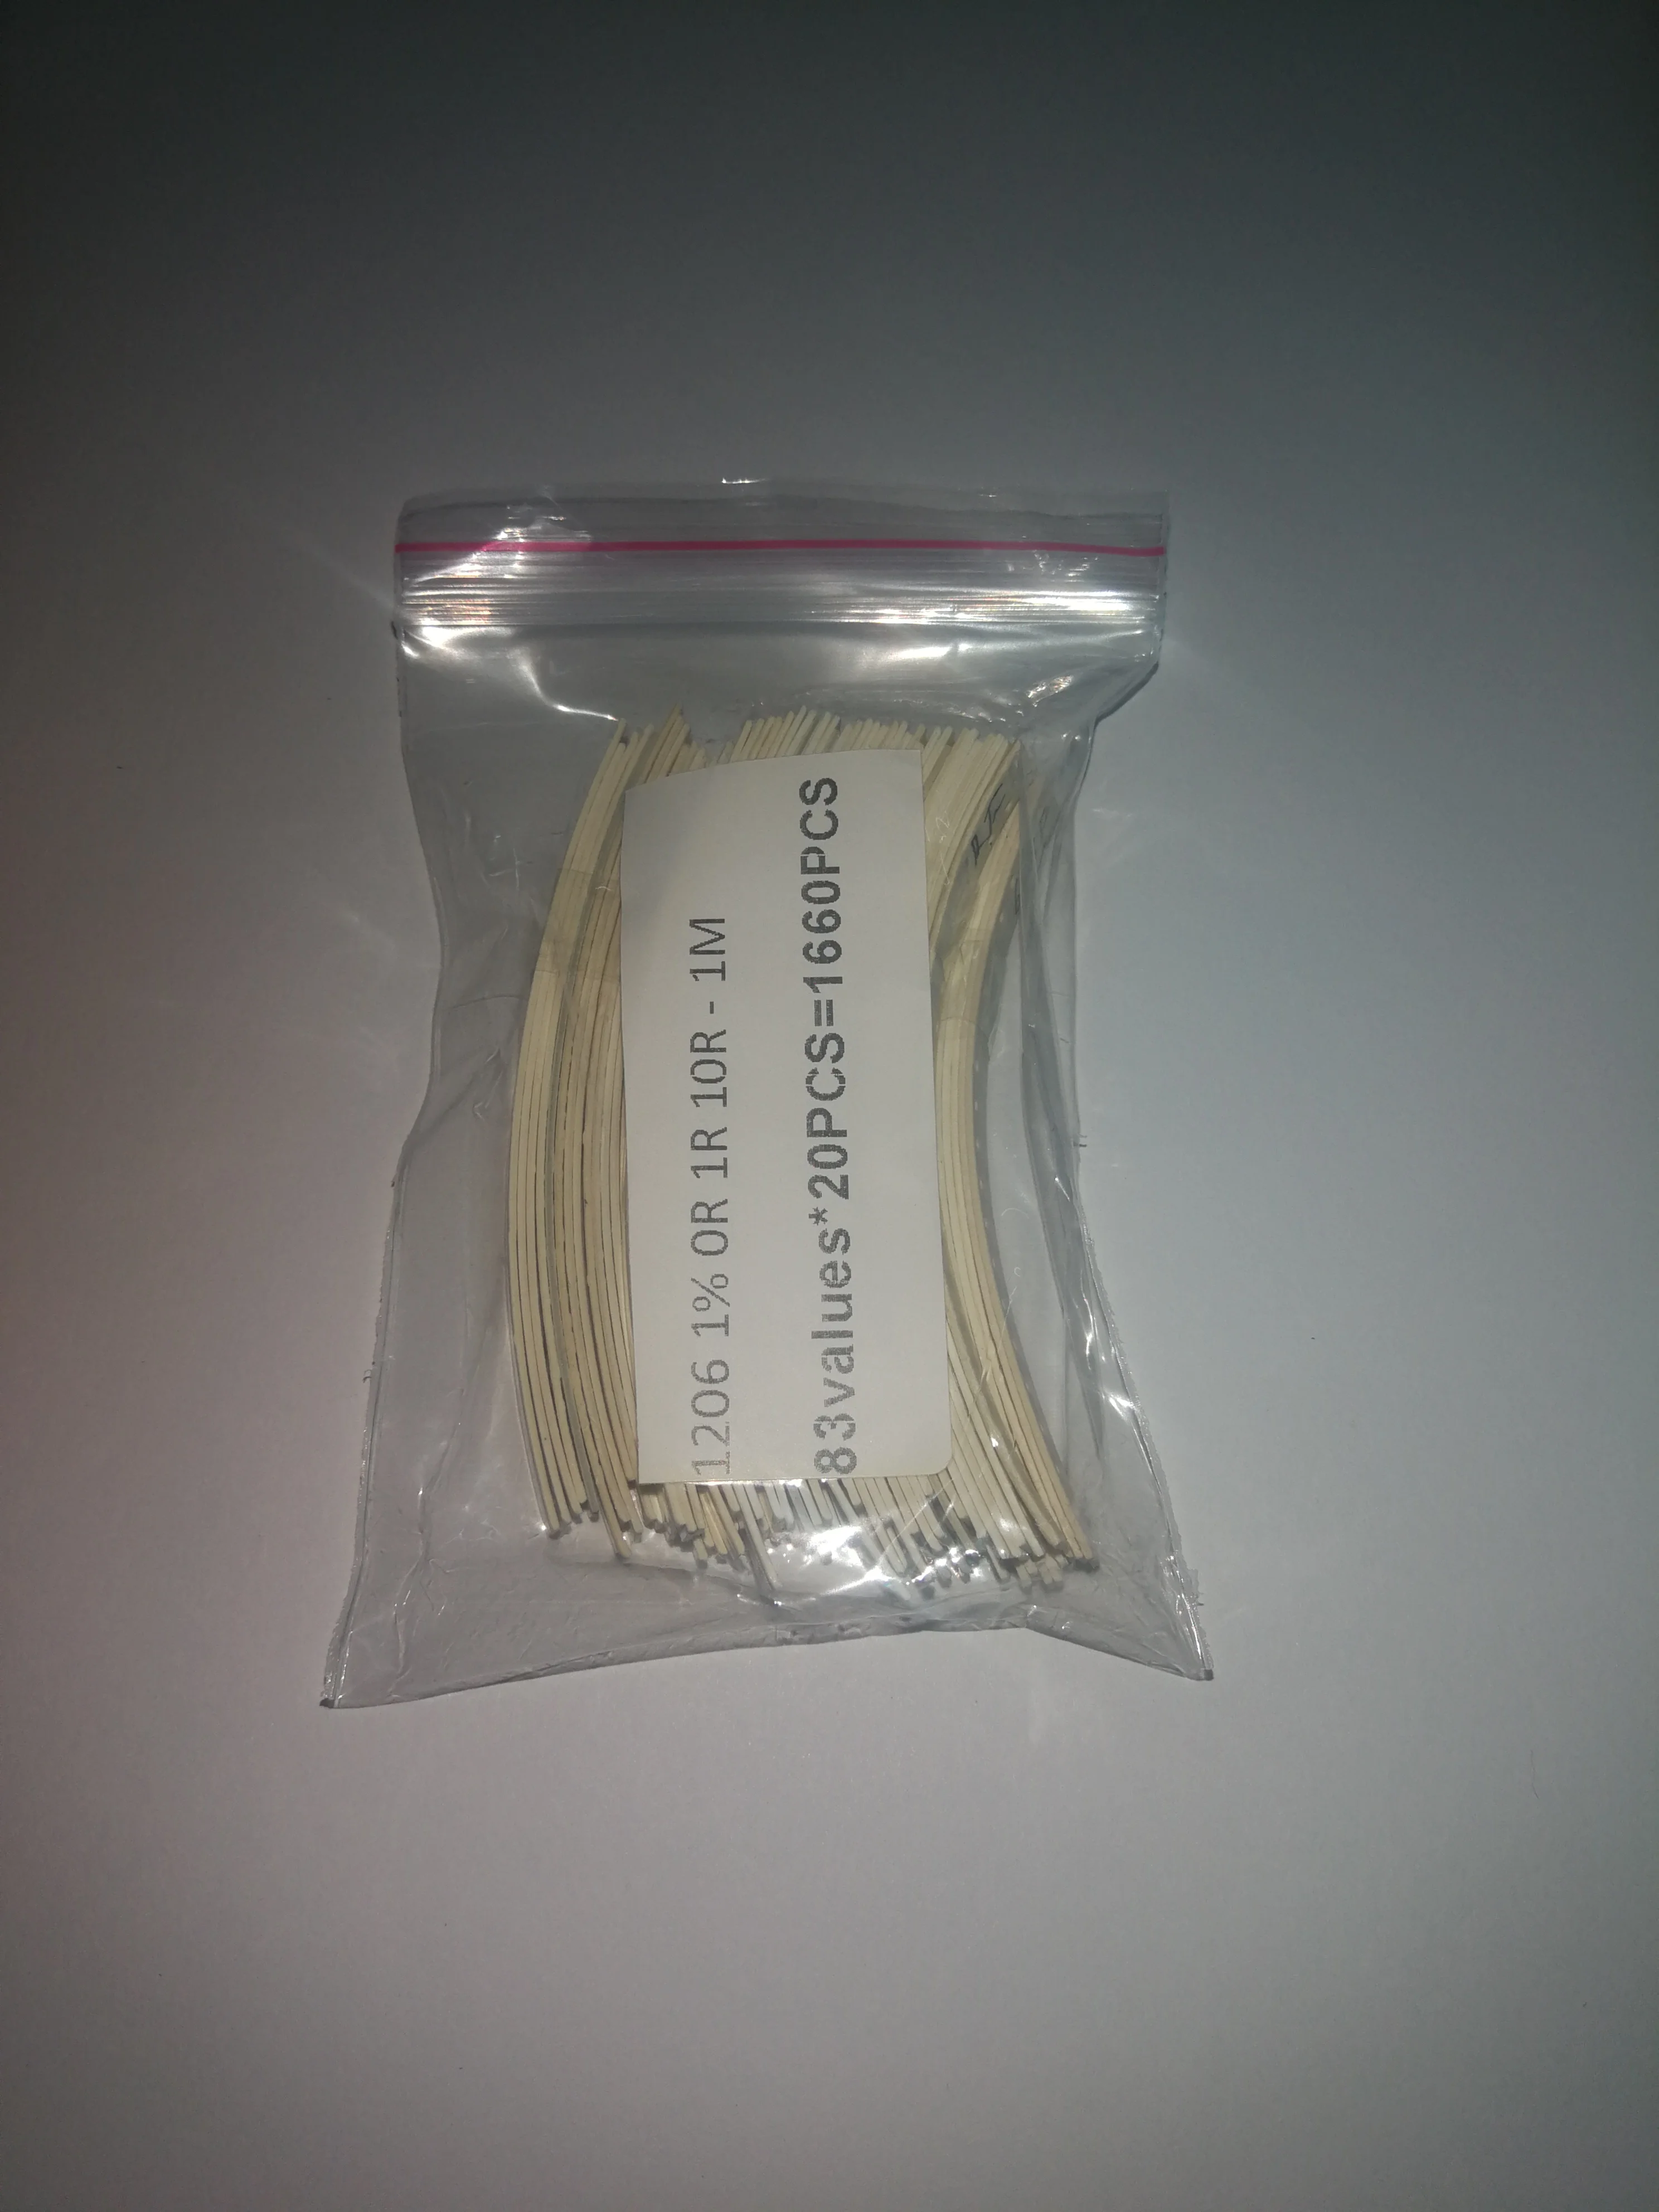 1206 1% 0R 1R 10R - 1M
83values*20PCS=1660PCS